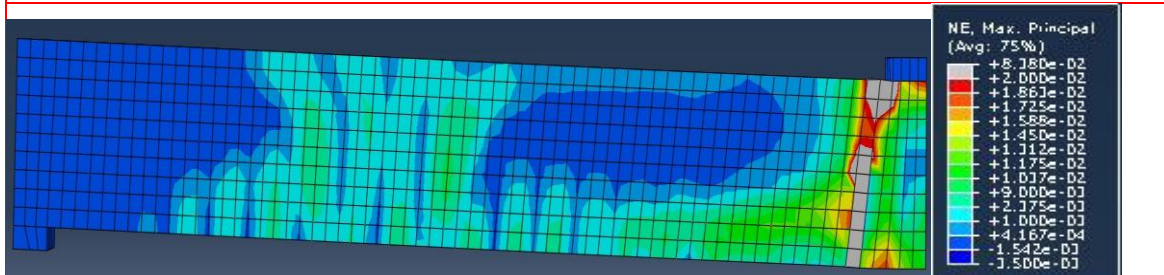 NE, Max. Principal
(Avg: 75%)
+8.380e-02
+2.000e-02
+1.863e-02
+1.725e-02
+1.588e-02
+1.450e-02
+1.312e-02
+1.175e-02
+1.037e-02
+9.000e-03
+2.375e-03
+1.000e-03
+4.167e-04
-1.542e-03
-3.500e-03